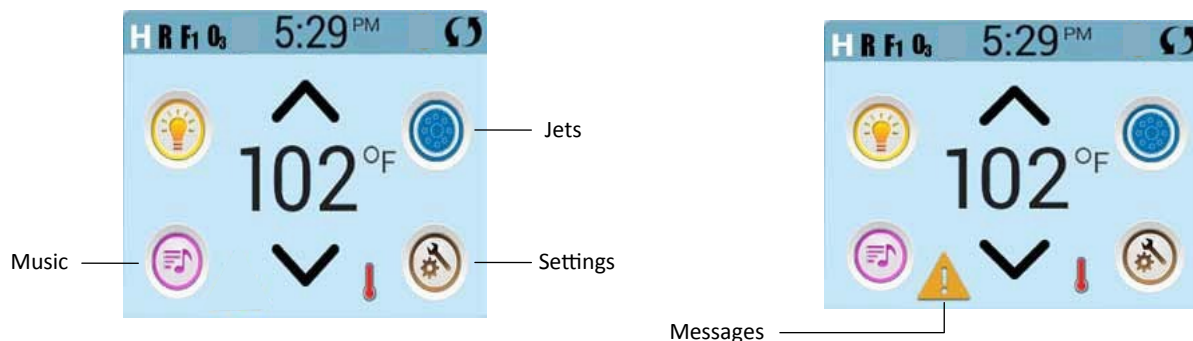 H R F1 O3 5:29 PM
102 °F
Jets
Music
Settings
H R F1 O3 5:29 PM
102 °F
Messages